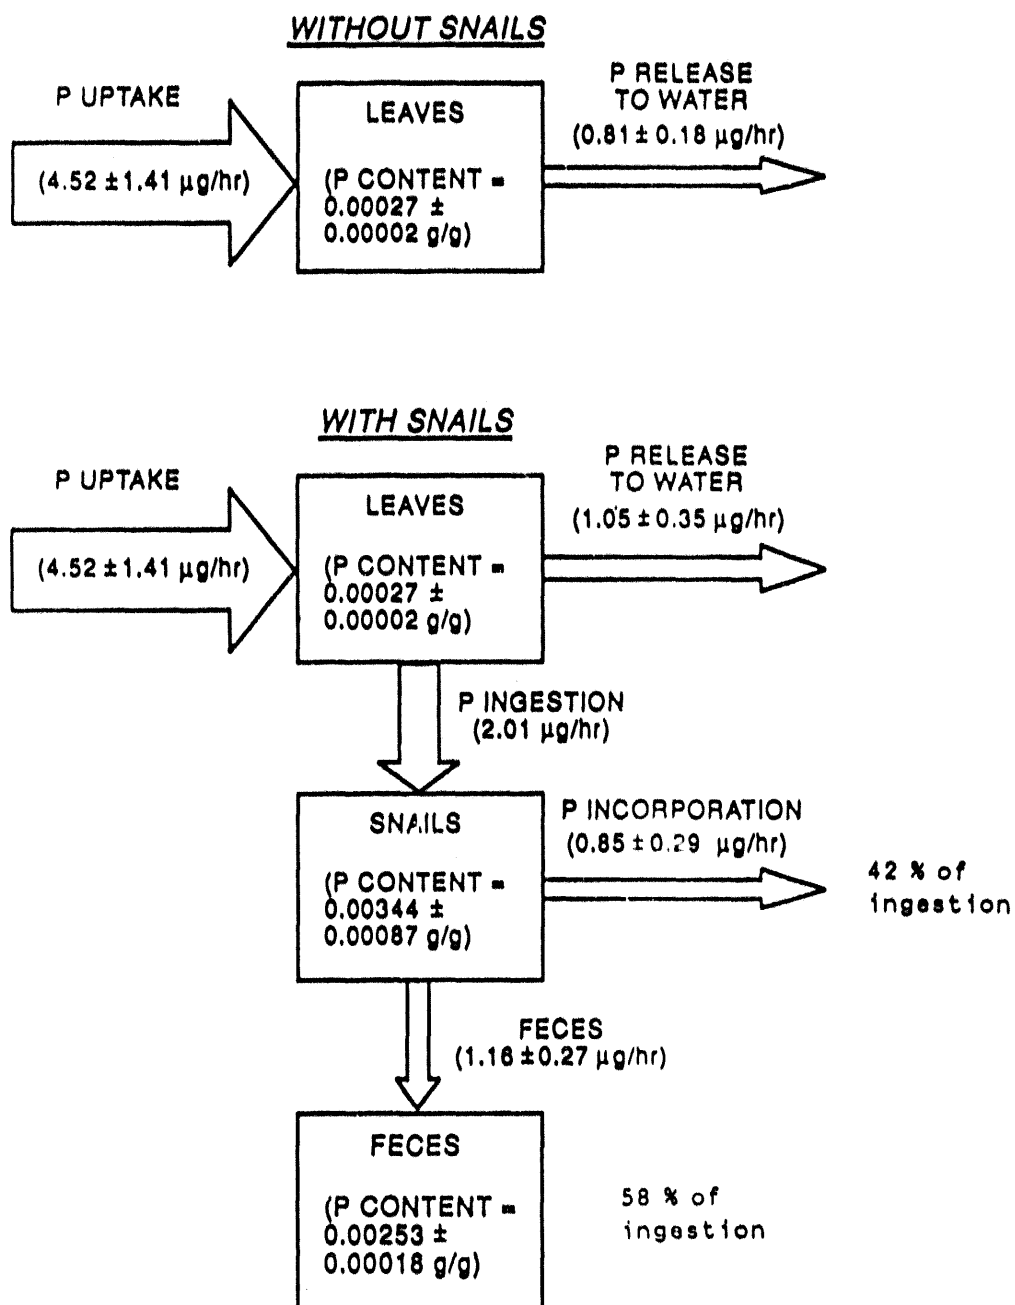 WITHOUT SNAILS
P UPTAKE
(4.52 ±1.41 µg/hr)
LEAVES
(P CONTENT =
0.00027 ±
0.00002 g/g)
P RELEASE
TO WATER
(0.81 ± 0.18 µg/hr)
WITH SNAILS
P UPTAKE
(4.52 ±1.41 µg/hr)
LEAVES
(P CONTENT =
0.00027 ±
0.00002 g/g)
P RELEASE
TO WATER
(1.05 ± 0.35 µg/hr)
P INGESTION
(2.01 µg/hr)
SNAILS
(P CONTENT =
0.00344 ±
0.00087 g/g)
P INCORPORATION
(0.85 ± 0.29 µg/hr)
42 % of
ingestion
FECES
(1.16 ±0.27 µg/hr)
FECES
(P CONTENT =
0.00253 ±
0.00018 g/g)
58 % of
ingestion